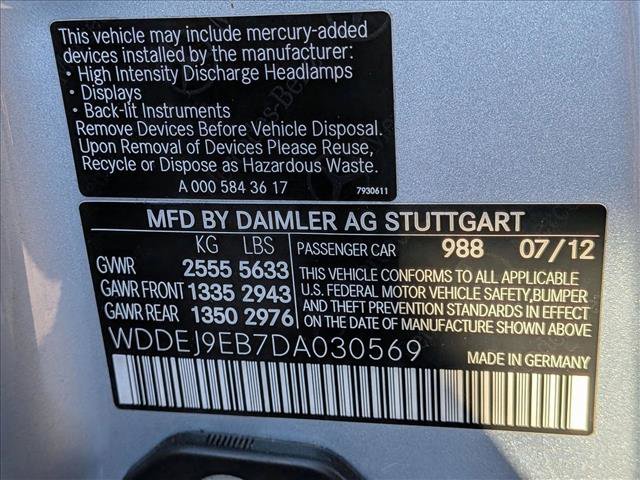 This vehicle may include mercury-added
devices installed by the manufacturer:
• High Intensity Discharge Headlamps
• Displays
• Back-lit Instruments
Remove Devices Before Vehicle Disposal.
Upon Removal of Devices Please Reuse,
Recycle or Dispose as Hazardous Waste.
A 000 584 36 17 7930611
MFD BY DAIMLER AG STUTTGART
KG LBS PASSENGER CAR 988 07/12
GVWR 2555 5633
GAWR FRONT 1335 2943
GAWR REAR 1350 2976
THIS VEHICLE CONFORMS TO ALL APPLICABLE
U.S. FEDERAL MOTOR VEHICLE SAFETY,BUMPER
AND THEFT PREVENTION STANDARDS IN EFFECT
ON THE DATE OF MANUFACTURE SHOWN ABOVE.
WDDEJ9EB7DA030569 MADE IN GERMANY